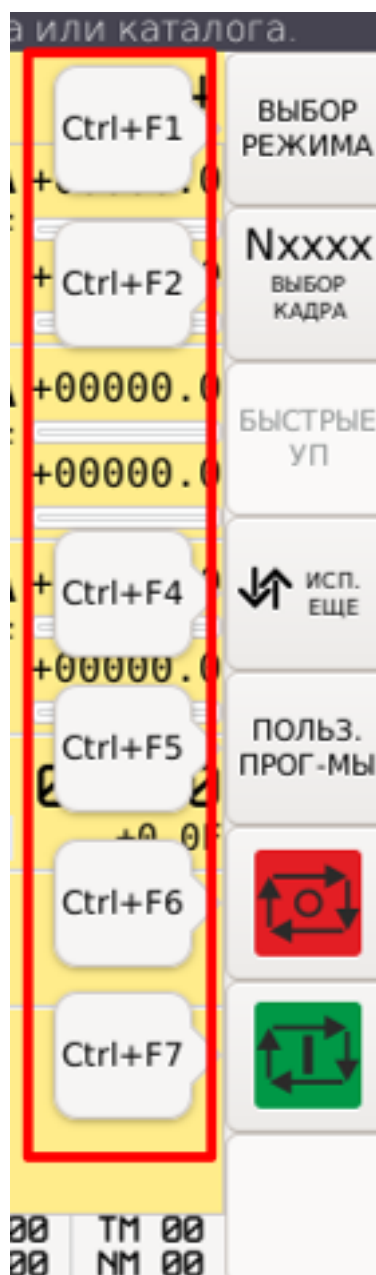 а или каталога.
Ctrl+F1
ВЫБОР
РЕЖИМА
Ctrl+F2
Nxxxx
ВЫБОР
КАДРА
+00000.0
БЫСТРЫЕ
УП
+00000.0
Ctrl+F4
ИСП.
ЕЩЕ
+00000.0
Ctrl+F5
ПОЛЬЗ.
ПРОГ-МЫ
Ctrl+F6
Ctrl+F7
00 TM 00
00 NM 00